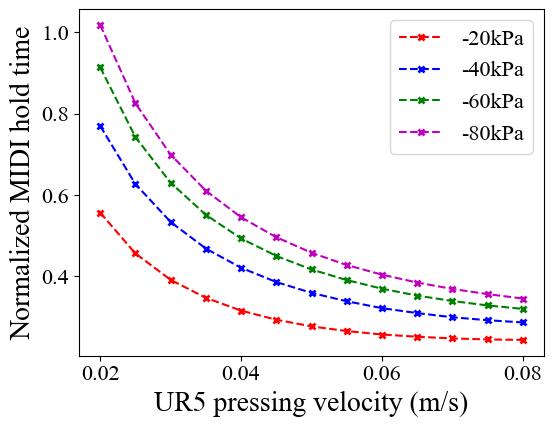 Normalized MIDI hold time
1.0
0.8
0.6
0.4
-20kPa
-40kPa
-60kPa
-80kPa
0.02 0.04 0.06 0.08
UR5 pressing velocity (m/s)